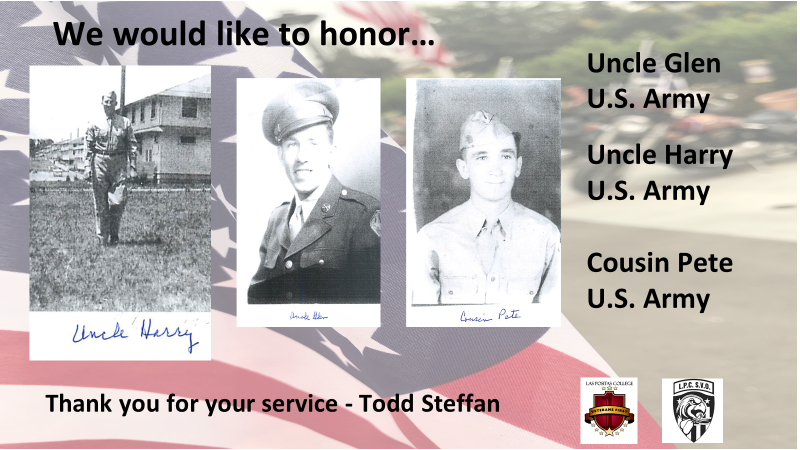 We would like to honor...
Uncle Glen
U.S. Army
Uncle Harry
U.S. Army
Cousin Pete
U.S. Army
Uncle Harry
Uncle Glen
Cousin Pete
Thank you for your service - Todd Steffan
LAS POSITAS COLLEGE
VETERANS FIRST
L.P.C. S.V.O.